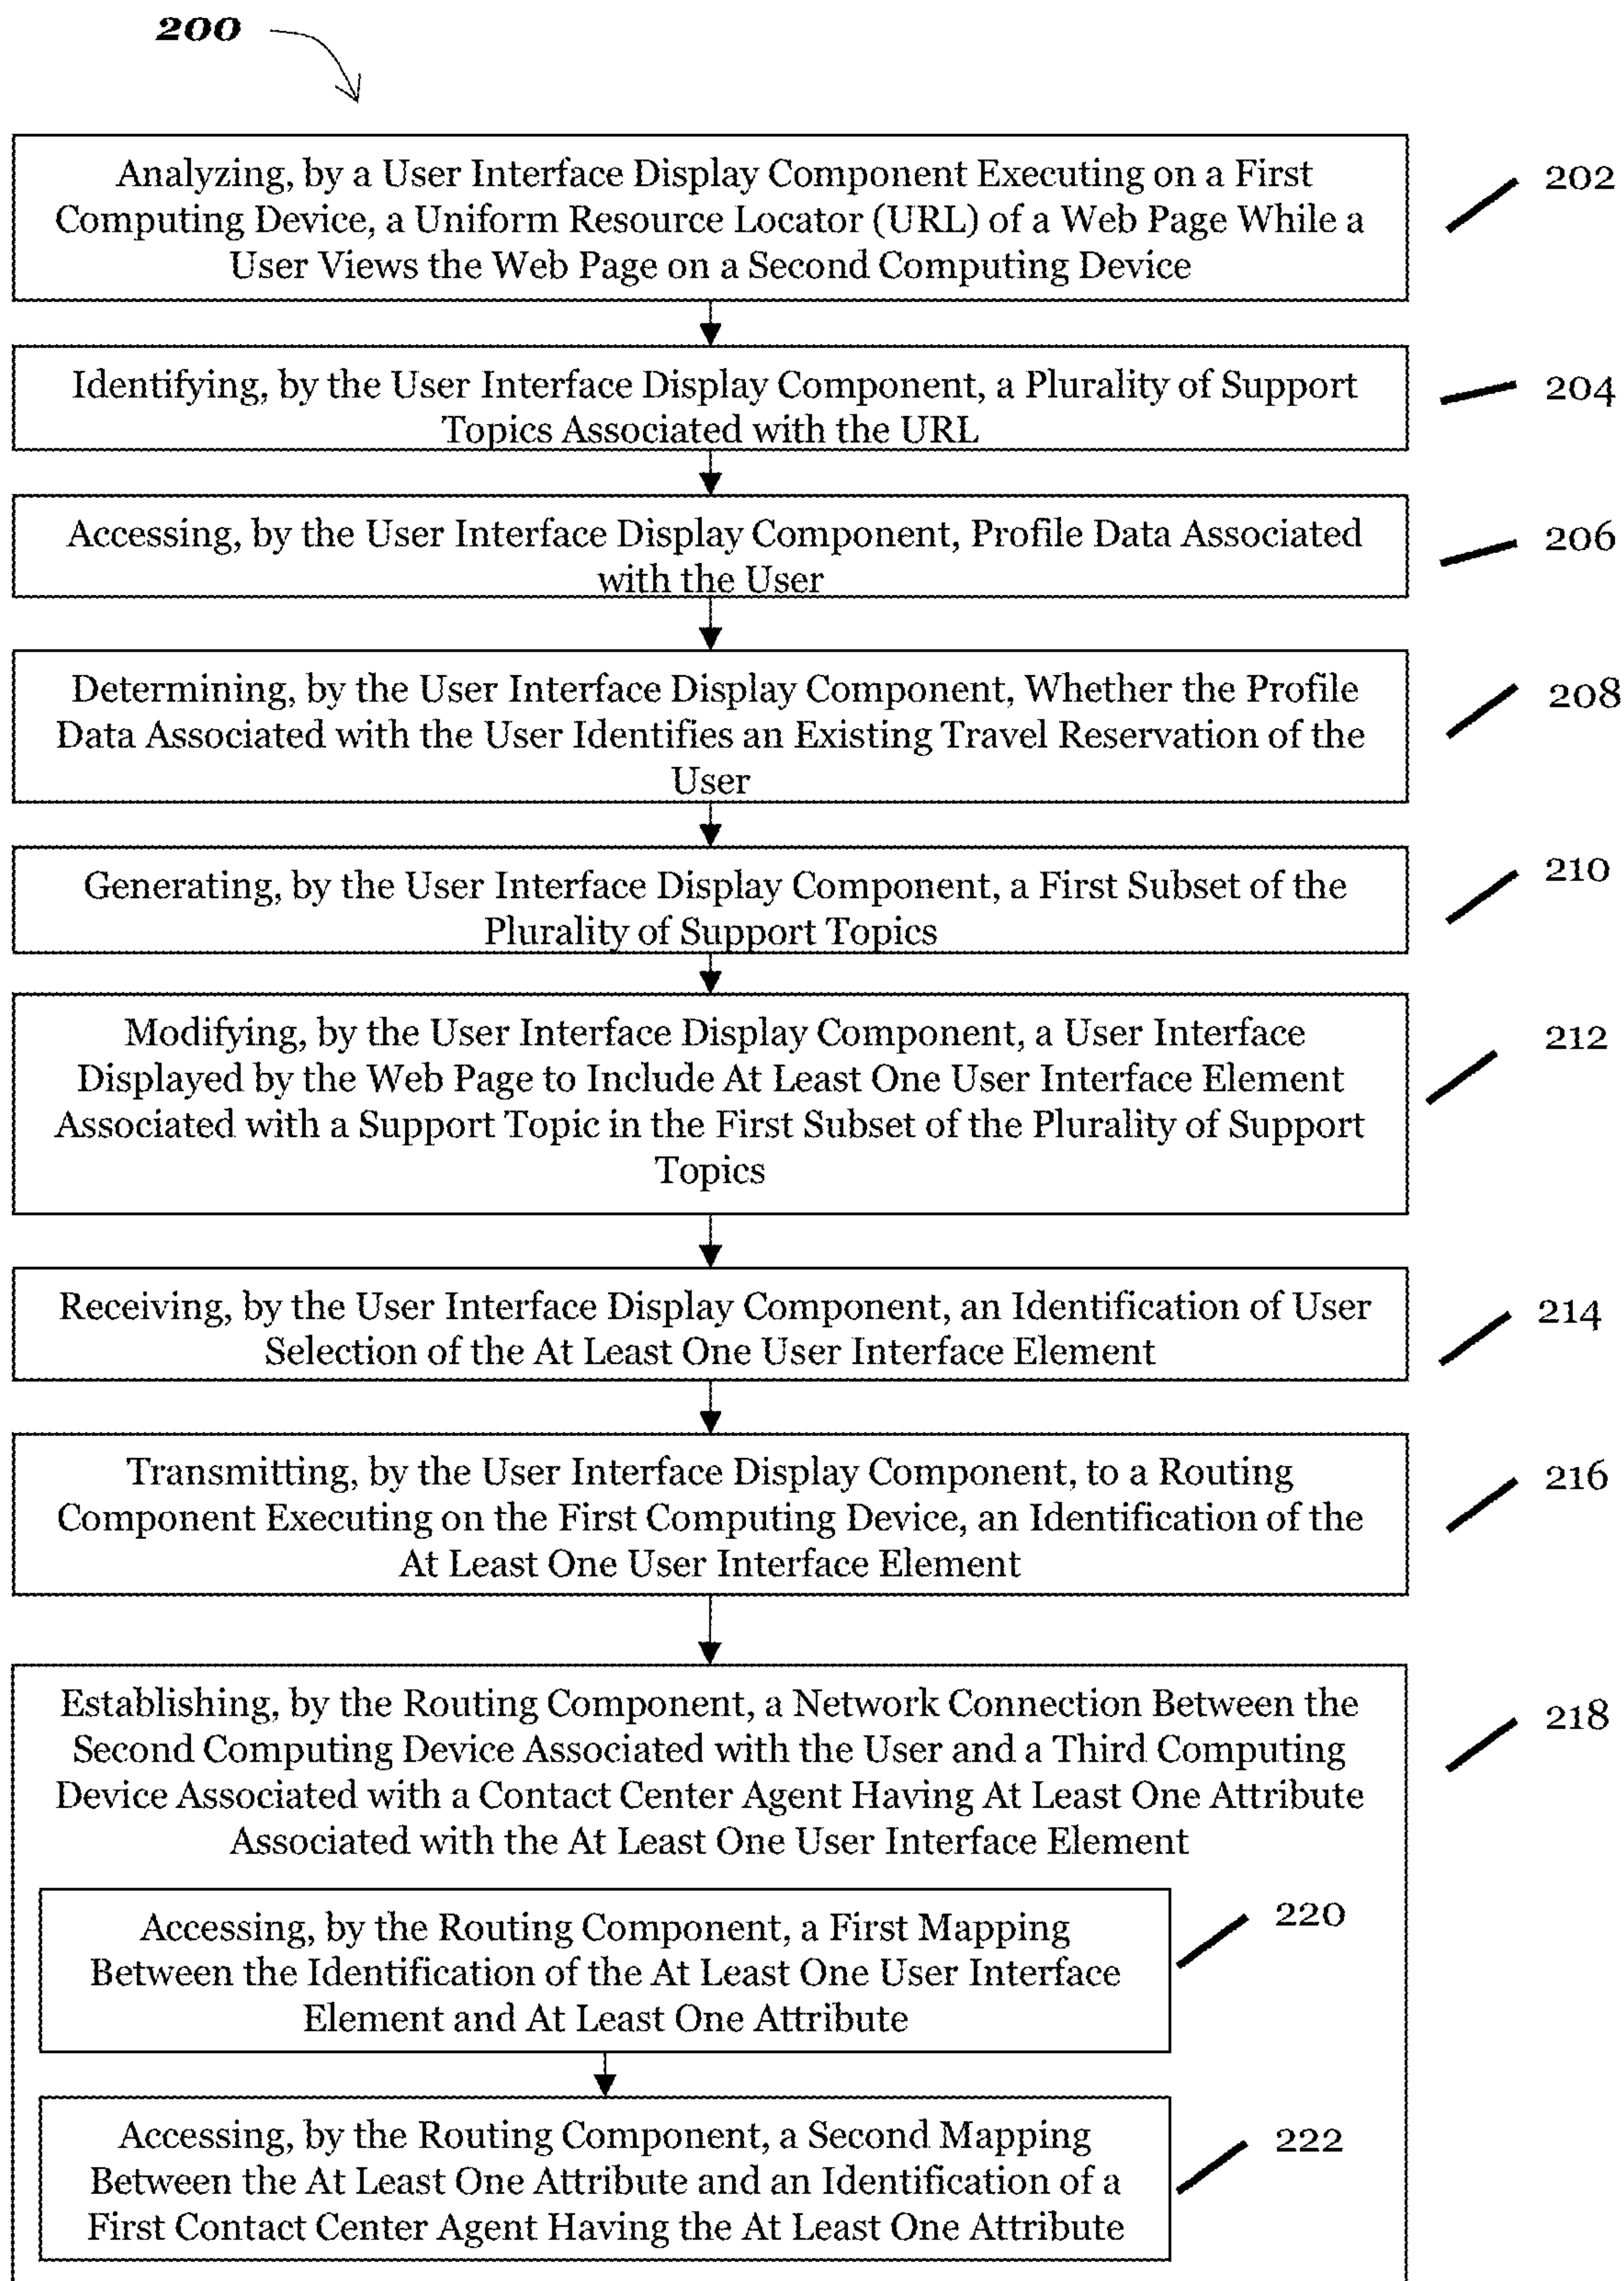 200
Analyzing, by a User Interface Display Component Executing on a First
Computing Device, a Uniform Resource Locator (URL) of a Web Page While a
User Views the Web Page on a Second Computing Device
202
Identifying, by the User Interface Display Component, a Plurality of Support
Topics Associated with the URL
204
Accessing, by the User Interface Display Component, Profile Data Associated
with the User
206
Determining, by the User Interface Display Component, Whether the Profile
Data Associated with the User Identifies an Existing Travel Reservation of the
User
208
Generating, by the User Interface Display Component, a First Subset of the
Plurality of Support Topics
210
Modifying, by the User Interface Display Component, a User Interface
Displayed by the Web Page to Include At Least One User Interface Element
Associated with a Support Topic in the First Subset of the Plurality of Support
Topics
212
Receiving, by the User Interface Display Component, an Identification of User
Selection of the At Least One User Interface Element
214
Transmitting, by the User Interface Display Component, to a Routing
Component Executing on the First Computing Device, an Identification of the
At Least One User Interface Element
216
Establishing, by the Routing Component, a Network Connection Between the
Second Computing Device Associated with the User and a Third Computing
Device Associated with a Contact Center Agent Having At Least One Attribute
Associated with the At Least One User Interface Element
218
Accessing, by the Routing Component, a First Mapping
Between the Identification of the At Least One User Interface
Element and At Least One Attribute
220
Accessing, by the Routing Component, a Second Mapping
Between the At Least One Attribute and an Identification of a
First Contact Center Agent Having the At Least One Attribute
222